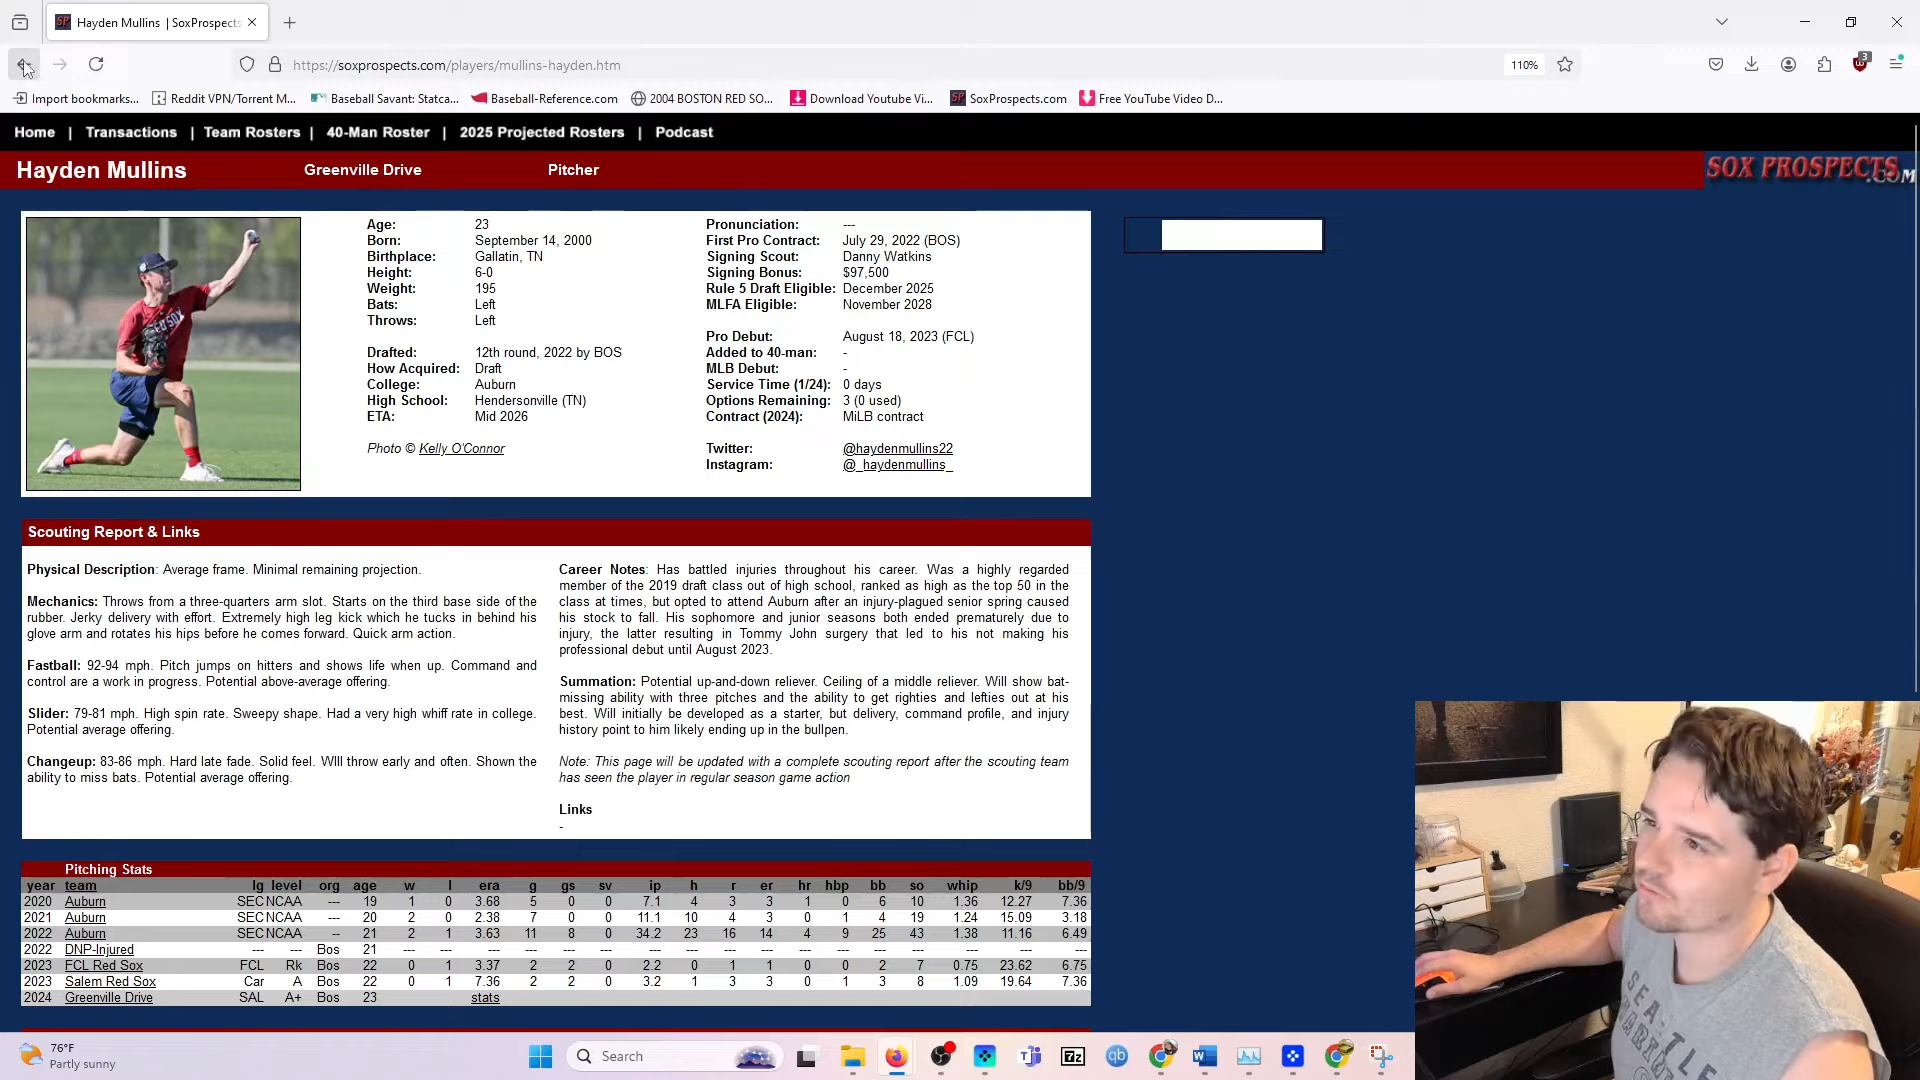 Hayden Mullins | SoxProspects
https://soxprospects.com/players/mullins-hayden.htm
110%
3
Import bookmarks...
Reddit VPN/Torrent M...
Baseball Savant: Statca...
Baseball-Reference.com
2004 BOSTON RED SO...
Download Youtube Vi...
SoxProspects.com
Free YouTube Video D...
Home | Transactions | Team Rosters | 40-Man Roster | 2025 Projected Rosters | Podcast
Hayden Mullins Greenville Drive Pitcher
SOX PROSPECTS.COM
Age: 23
Born: September 14, 2000
Birthplace: Gallatin, TN
Height: 6-0
Weight: 195
Bats: Left
Throws: Left
Drafted: 12th round, 2022 by BOS
How Acquired: Draft
College: Auburn
High School: Hendersonville (TN)
ETA: Mid 2026
Photo © Kelly O'Connor
Pronunciation: ---
First Pro Contract: July 29, 2022 (BOS)
Signing Scout: Danny Watkins
Signing Bonus: $97,500
Rule 5 Draft Eligible: December 2025
MLFA Eligible: November 2028
Pro Debut: August 18, 2023 (FCL)
Added to 40-man: -
MLB Debut: -
Service Time (1/24): 0 days
Options Remaining: 3 (0 used)
Contract (2024): MiLB contract
Twitter: @haydenmullins22
Instagram: @_haydenmullins_
Scouting Report & Links
Physical Description: Average frame. Minimal remaining projection.
Mechanics: Throws from a three-quarters arm slot. Starts on the third base side of the
rubber. Jerky delivery with effort. Extremely high leg kick which he tucks in behind his
glove arm and rotates his hips before he comes forward. Quick arm action.
Fastball: 92-94 mph. Pitch jumps on hitters and shows life when up. Command and
control are a work in progress. Potential above-average offering.
Slider: 79-81 mph. High spin rate. Sweepy shape. Had a very high whiff rate in college.
Potential average offering.
Changeup: 83-86 mph. Hard late fade. Solid feel. WIll throw early and often. Shown the
ability to miss bats. Potential average offering.
Career Notes: Has battled injuries throughout his career. Was a highly regarded
member of the 2019 draft class out of high school, ranked as high as the top 50 in the
class at times, but opted to attend Auburn after an injury-plagued senior spring caused
his stock to fall. His sophomore and junior seasons both ended prematurely due to
injury, the latter resulting in Tommy John surgery that led to his not making his
professional debut until August 2023.
Summation: Potential up-and-down reliever. Ceiling of a middle reliever. Will show bat-
missing ability with three pitches and the ability to get righties and lefties out at his
best. Will initially be developed as a starter, but delivery, command profile, and injury
history point to him likely ending up in the bullpen.
Note: This page will be updated with a complete scouting report after the scouting team
has seen the player in regular season game action
Links
-
Pitching Stats
year team lg level org age w l era g gs sv ip h r er hr hbp bb so whip k/9 bb/9
2020 Auburn SEC NCAA --- 19 1 0 3.68 5 0 0 7.1 4 3 3 1 0 6 10 1.36 12.27 7.36
2021 Auburn SEC NCAA --- 20 2 0 2.38 7 0 0 11.1 10 4 3 0 1 4 19 1.24 15.09 3.18
2022 Auburn SEC NCAA -- 21 2 1 3.63 11 8 0 34.2 23 16 14 4 9 25 43 1.38 11.16 6.49
2022 DNP-Injured --- --- Bos 21 --- --- --- --- --- --- --- --- --- --- --- --- --- --- --- --- ---
2023 FCL Red Sox FCL Rk Bos 22 0 1 3.37 2 2 0 2.2 0 1 1 0 0 2 7 0.75 23.62 6.75
2023 Salem Red Sox Car A Bos 22 0 1 7.36 2 2 0 3.2 1 3 3 0 1 3 8 1.09 19.64 7.36
2024 Greenville Drive SAL A+ Bos 23 stats
76°F
Partly sunny
Search